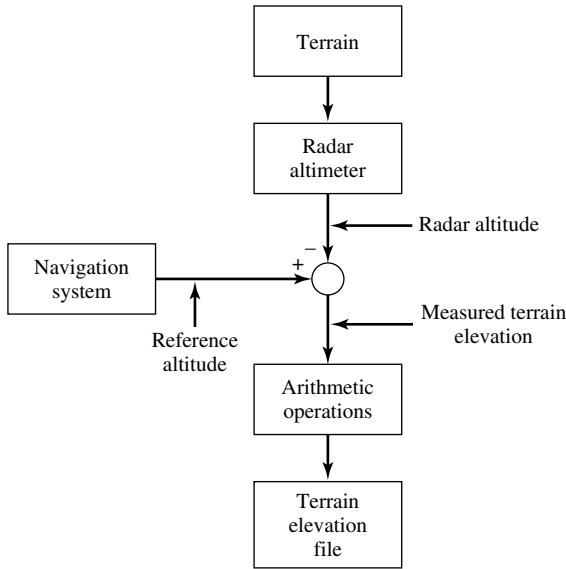 Terrain
Radar
altimeter
−
Radar altitude
+
Navigation
system
Reference
altitude
Measured terrain
elevation
Arithmetic
operations
Terrain
elevation
file